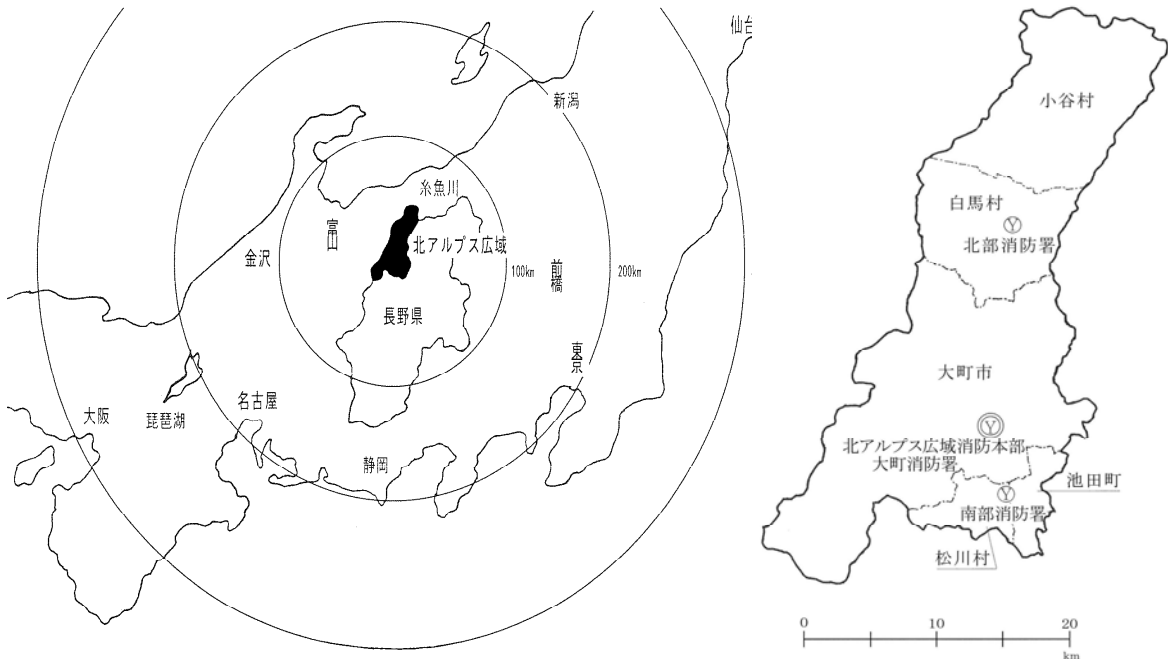 仙台
新潟
糸魚川
富山
北アルプス広域
金沢
100km
前橋
200km
長野県
東京
名古屋
大阪
琵琶湖
静岡
小谷村
白馬村
Y
北部消防署
大町市
Y
北アルプス広域消防本部
大町消防署
池田町
Y
南部消防署
松川村
0 10 20
km